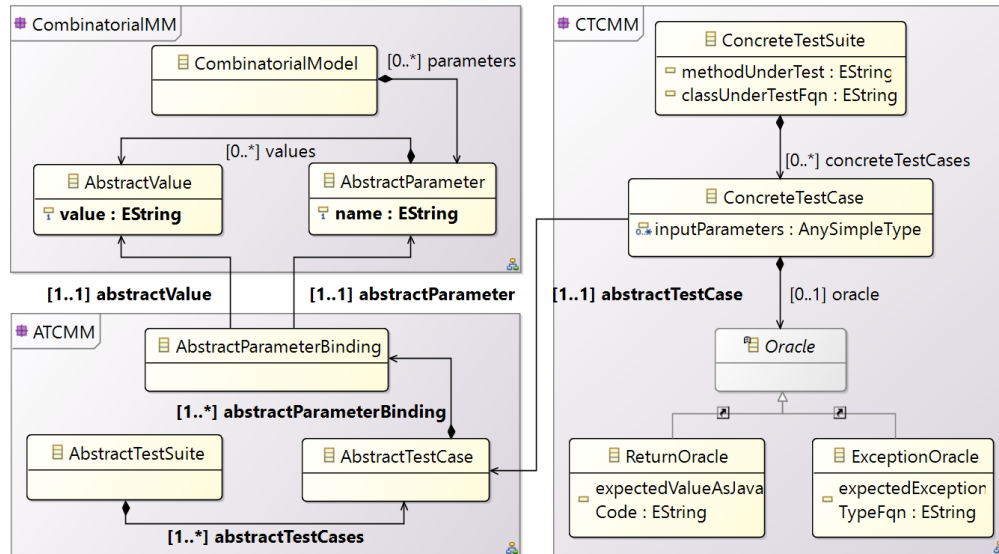 CombinatorialMM
CombinatorialModel
[0..*] parameters
[0..*] values
AbstractValue
value : EString
AbstractParameter
name : EString
[1..1] abstractValue
[1..1] abstractParameter
ATCMM
AbstractParameterBinding
[1..*] abstractParameterBinding
AbstractTestSuite
AbstractTestCase
[1..*] abstractTestCases
CTCMM
ConcreteTestSuite
methodUnderTest : EString
classUnderTestFqn : EString
[0..*] concreteTestCases
ConcreteTestCase
0..* inputParameters : AnySimpleType
[1..1] abstractTestCase
[0..1] oracle
Oracle
ReturnOracle
expectedValueAsJava
Code : EString
ExceptionOracle
expectedException
TypeFqn : EString